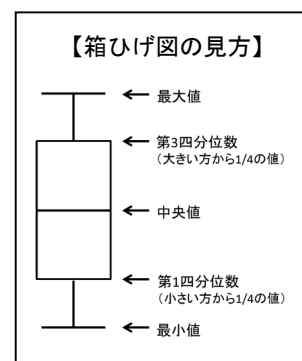 【箱ひげ図の見方】
最大値
第3四分位数
（大きい方から1/4の値）
中央値
第1四分位数
（小さい方から1/4の値）
最小値